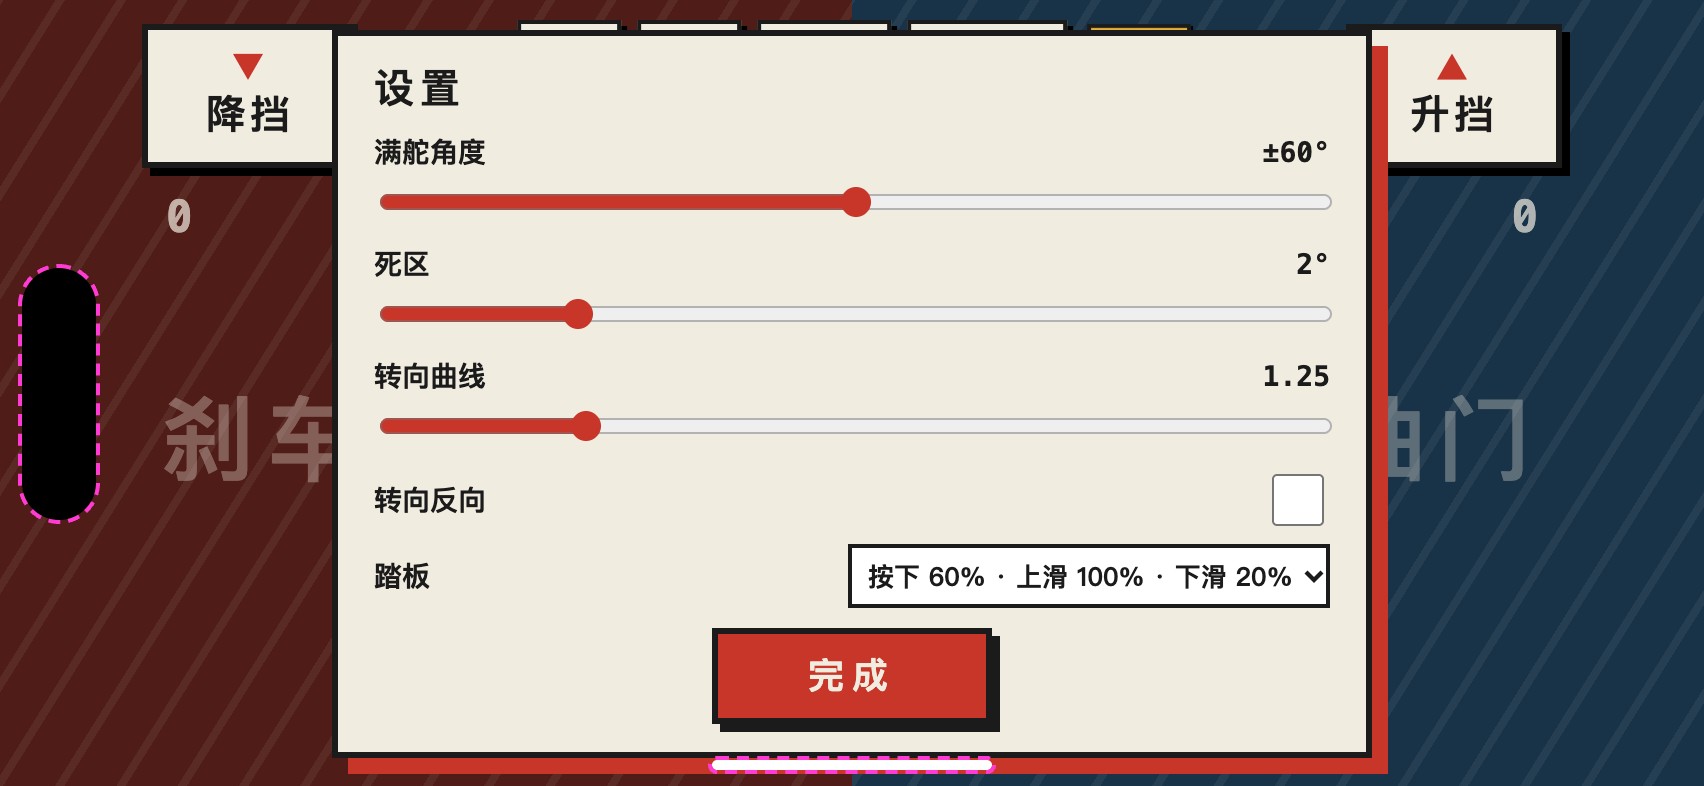 降挡
升挡
设置
满舵角度 ±60°
0
0
死区 2°
转向曲线 1.25
刹车
油门
转向反向
踏板 按下 60% · 上滑 100% · 下滑 20%
完成